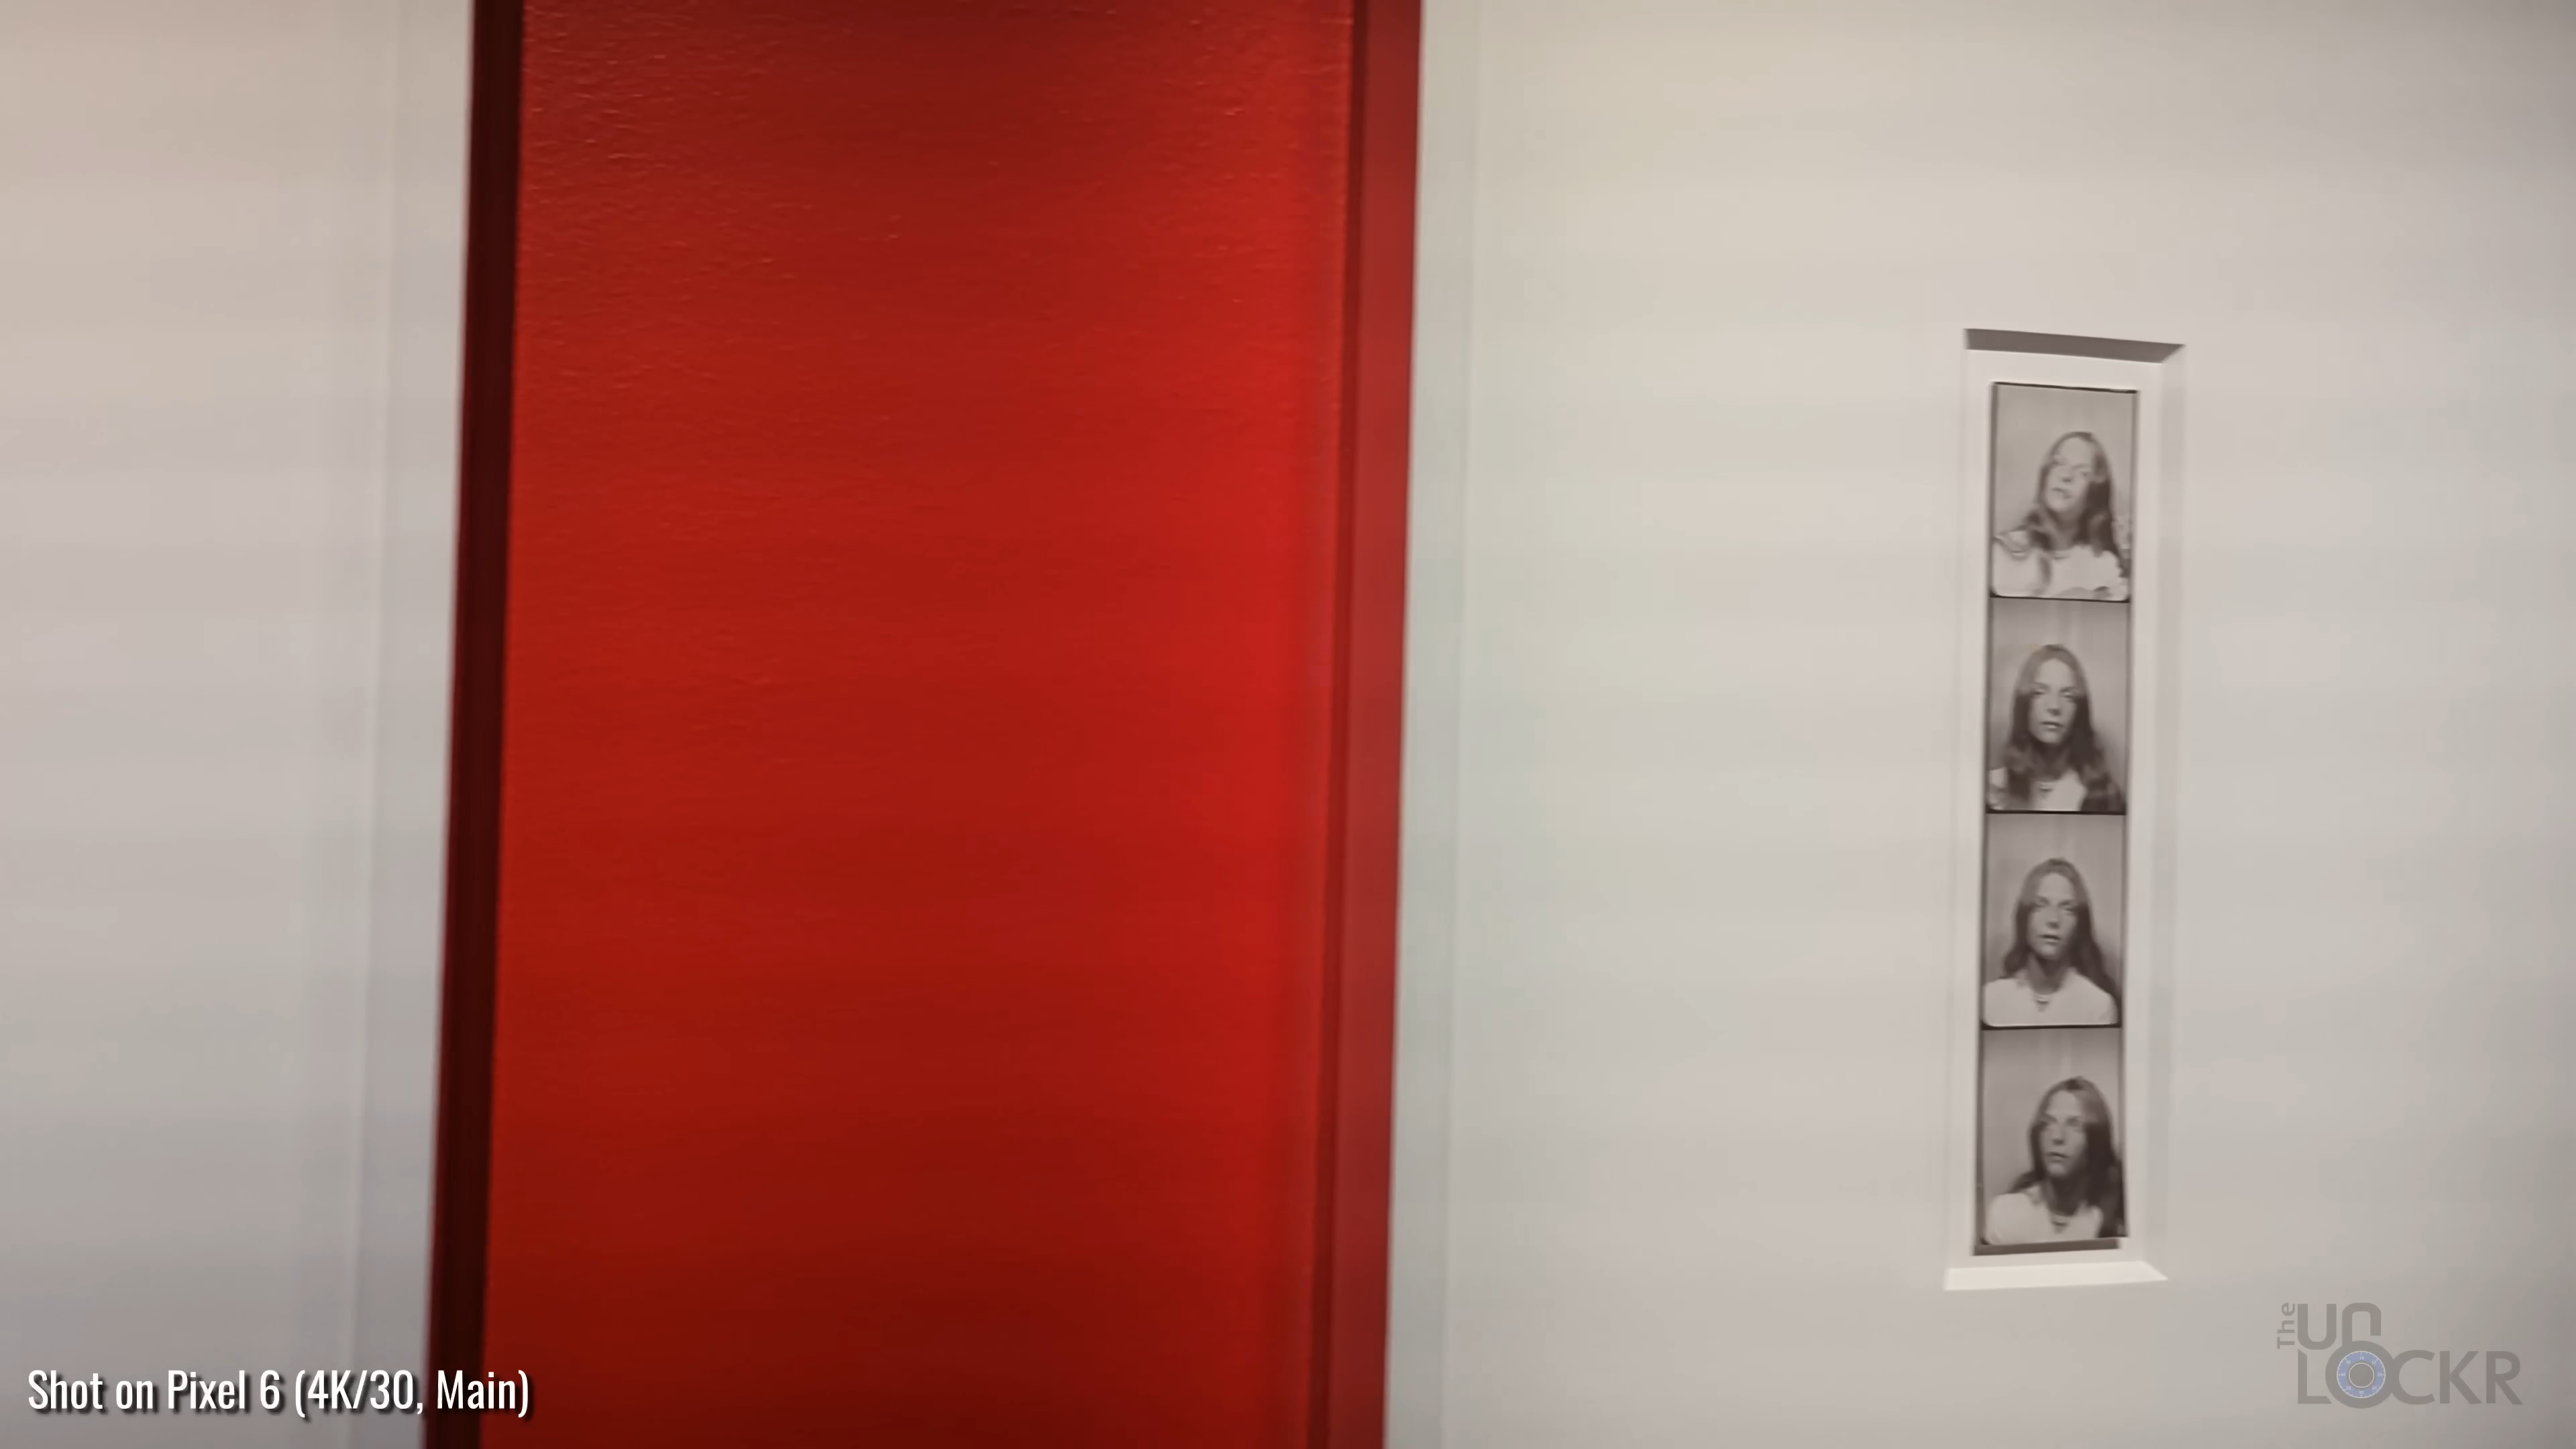 Shot on Pixel 6 (4K/30, Main)
The
UN
LOCKR